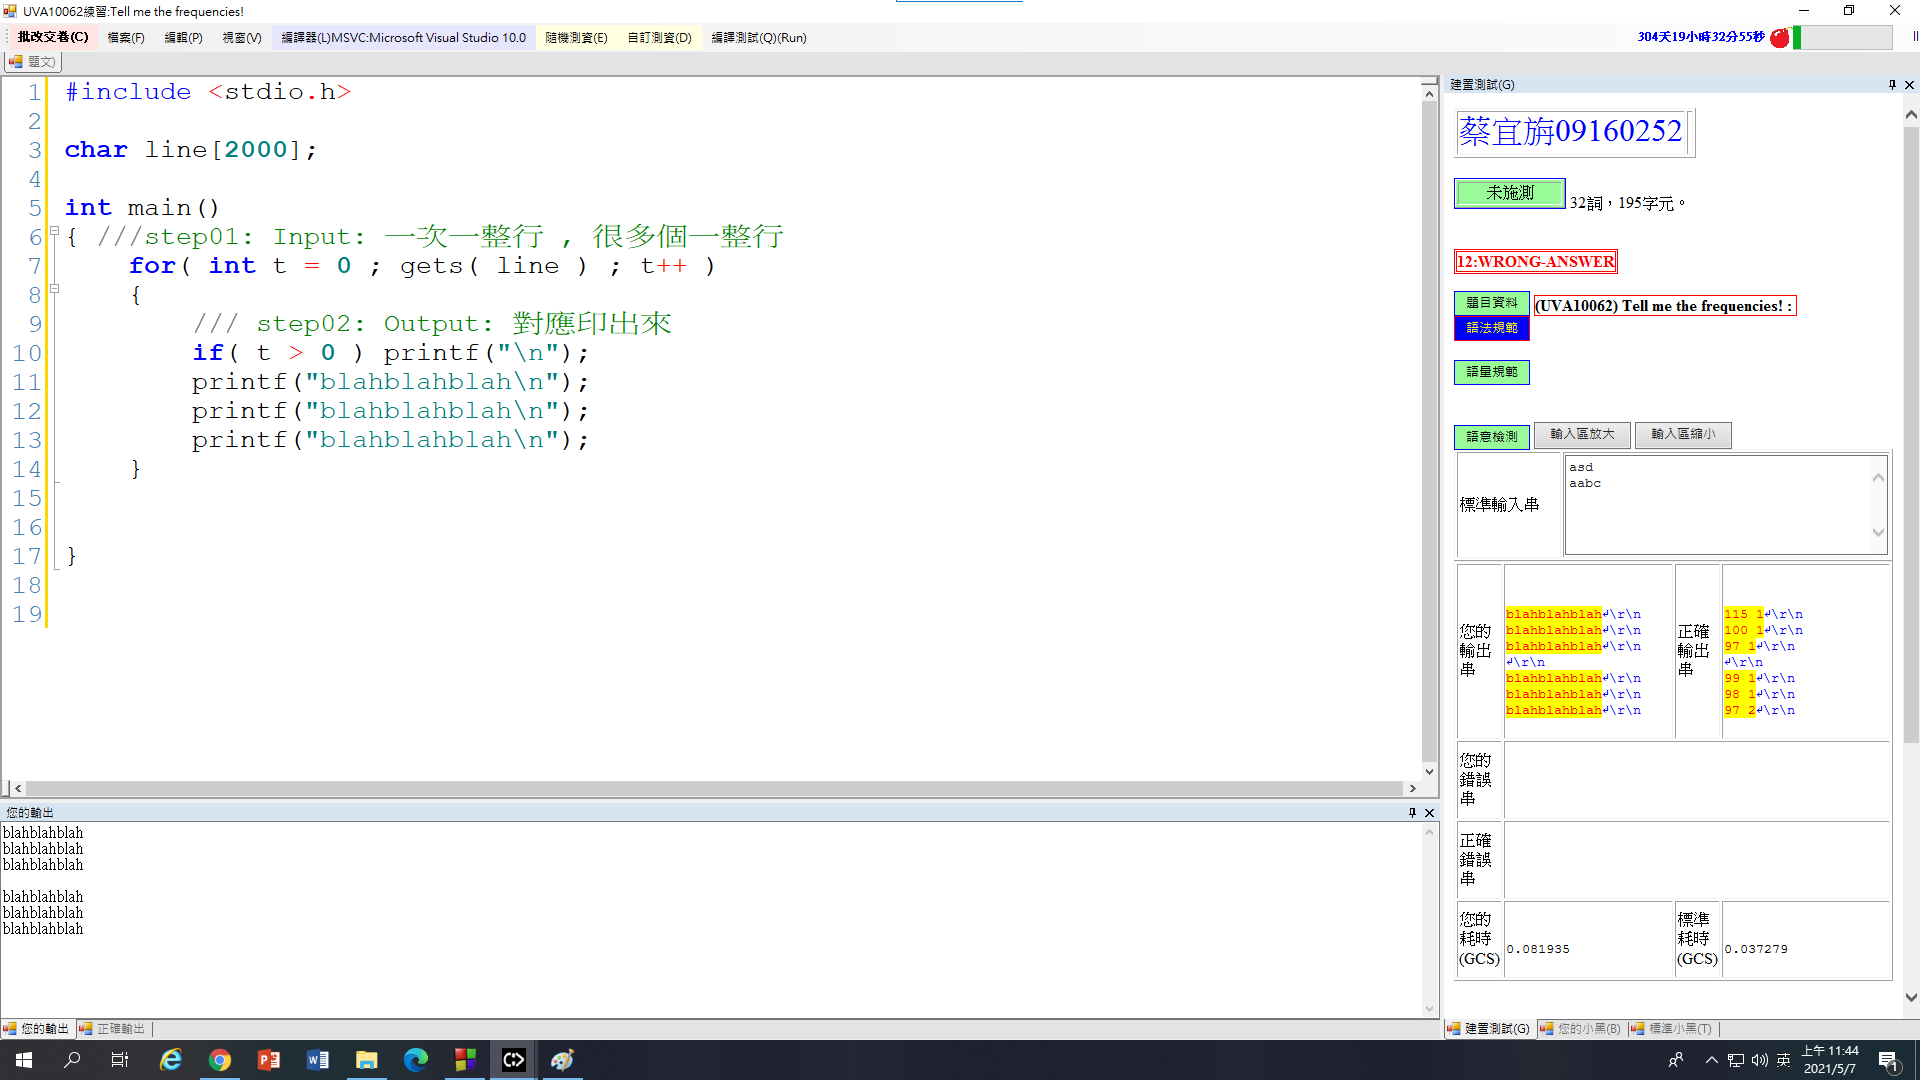 UVA10062練習:Tell me the frequencies!
批改交卷(C) 檔案(F) 編輯(P) 視窗(V) 編譯器(L)MSVC:Microsoft Visual Studio 10.0 隨機測資(E) 自訂測資(D) 編譯測試(Q)(Run)
304天19小時32分55秒
題文)
1 #include <stdio.h>
2
3 char line[2000];
4
5 int main()
6 { ///step01: Input: 一次一整行 , 很多個一整行
7 for( int t = 0 ; gets( line ) ; t++ )
8 {
9 /// step02: Output: 對應印出來
10 if( t > 0 ) printf("\n");
11 printf("blahblahblah\n");
12 printf("blahblahblah\n");
13 printf("blahblahblah\n");
14 }
15
16
17 }
18
19
您的輸出
blahblahblah
blahblahblah
blahblahblah
blahblahblah
blahblahblah
blahblahblah
您的輸出 正確輸出
建置測試(G)
蔡宜旃09160252
未施測 32詞，195字元。
12:WRONG-ANSWER
題目資料 (UVA10062) Tell me the frequencies! :
語法規範
語量規範
語意檢測 輸入區放大 輸入區縮小
標準輸入串
asd
aabc
您的輸出串
blahblahblah↲\r\n
blahblahblah↲\r\n
blahblahblah↲\r\n
↲\r\n
blahblahblah↲\r\n
blahblahblah↲\r\n
blahblahblah↲\r\n
正確輸出串
115 1↲\r\n
100 1↲\r\n
97 1↲\r\n
↲\r\n
99 1↲\r\n
98 1↲\r\n
97 2↲\r\n
您的錯誤串
正確錯誤串
您的耗時(GCS) 0.081935 標準耗時(GCS) 0.037279
建置測試(G) 您的小黑(B) 標準小黑(T)
英 上午 11:44
2021/5/7
1